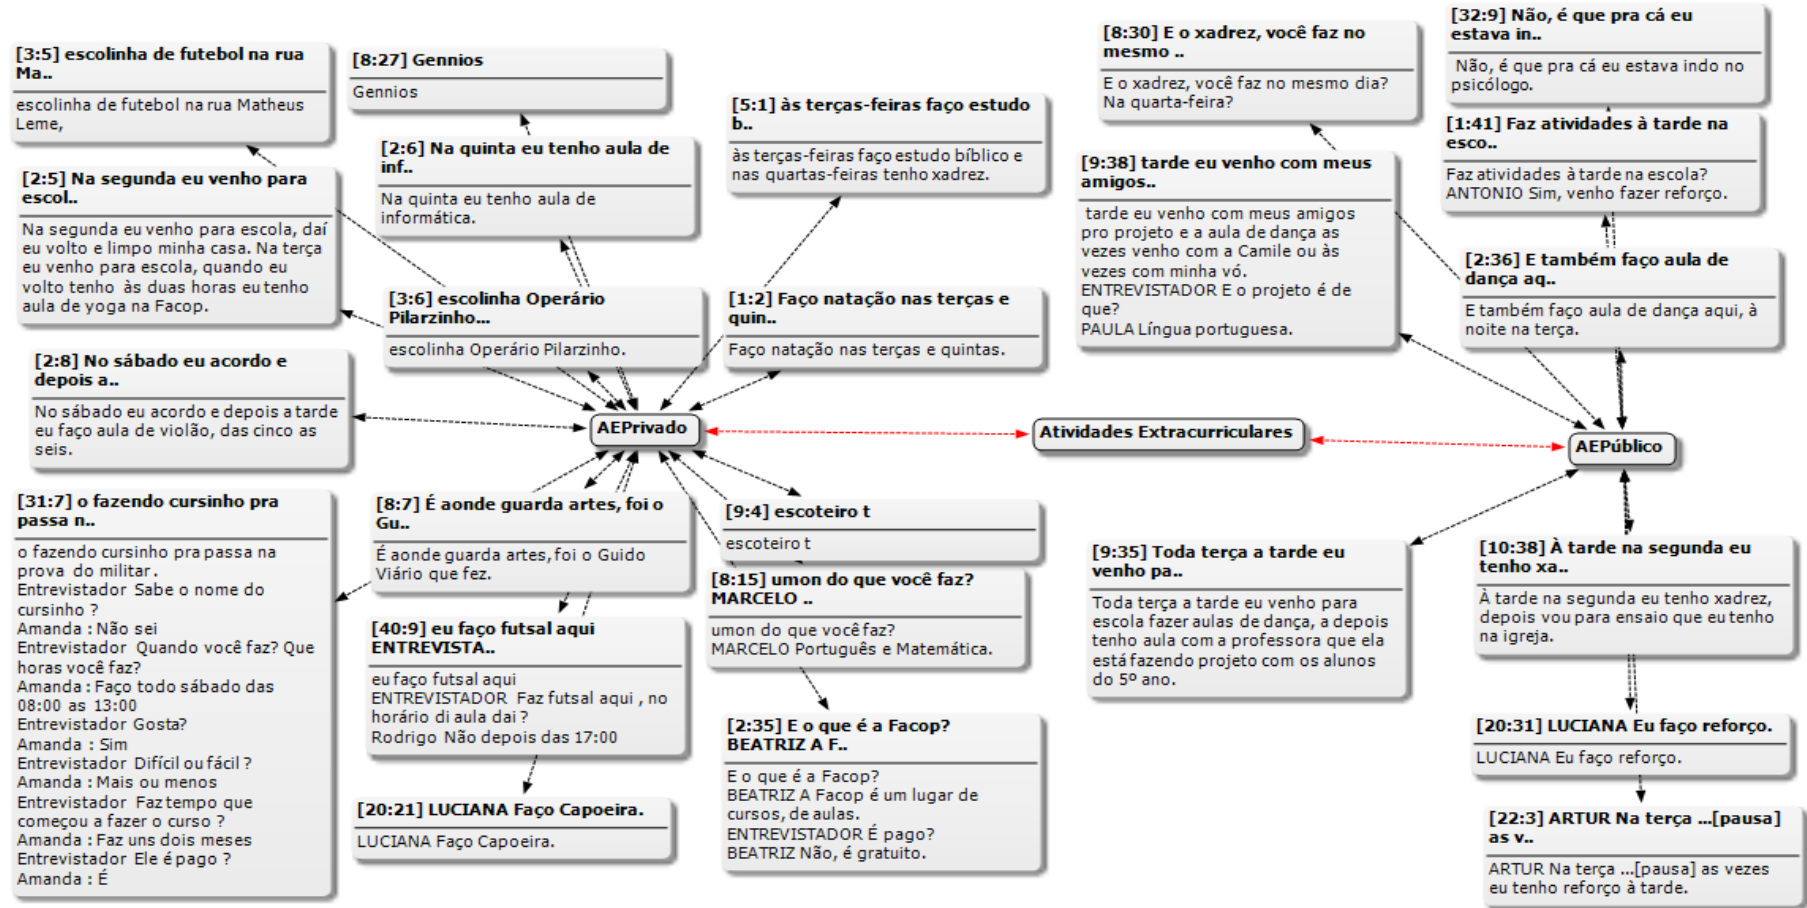 [3:5] escolinha de futebol na rua
Ma..
escolinha de futebol na rua Matheus
Leme,
[8:27] Gennios
Gennios
[2:6] Na quinta eu tenho aula de
inf..
Na quinta eu tenho aula de
informática.
[5:1] às terças-feiras faço estudo
b..
às terças-feiras faço estudo bíblico e
nas quartas-feiras tenho xadrez.
[2:5] Na segunda eu venho para
escol..
Na segunda eu venho para escola, daí
eu volto e limpo minha casa. Na terça
eu venho para escola, quando eu
volto tenho às duas horas eu tenho
aula de yoga na Facop.
[3:6] escolinha Operário
Pilarzinho...
escolinha Operário Pilarzinho.
[1:2] Faço natação nas terças e
quin..
Faço natação nas terças e quintas.
[2:8] No sábado eu acordo e
depois a..
No sábado eu acordo e depois a tarde
eu faço aula de violão, das cinco as
seis.
AEPrivado
Atividades Extracurriculares
AEPúblico
[8:30] E o xadrez, você faz no
mesmo ..
E o xadrez, você faz no mesmo dia?
Na quarta-feira?
[32:9] Não, é que pra cá eu
estava in..
Não, é que pra cá eu estava indo no
psicólogo.
[1:41] Faz atividades à tarde na
esco..
Faz atividades à tarde na escola?
ANTONIO Sim, venho fazer reforço.
[9:38] tarde eu venho com meus
amigos..
tarde eu venho com meus amigos
pro projeto e a aula de dança as
vezes venho com a Camile ou às
vezes com minha vó.
ENTREVISTADOR E o projeto é de
que?
PAULA Língua portuguesa.
[2:36] E também faço aula de
dança aq..
E também faço aula de dança aqui, à
noite na terça.
[31:7] o fazendo cursinho pra
passa n..
o fazendo cursinho pra passa na
prova do militar.
Entrevistador Sabe o nome do
cursinho ?
Amanda : Não sei
Entrevistador Quando você faz? Que
horas você faz?
Amanda : Faço todo sábado das
08:00 as 13:00
Entrevistador Gosta?
Amanda : Sim
Entrevistador Difícil ou fácil ?
Amanda : Mais ou menos
Entrevistador Faz tempo que
começou a fazer o curso ?
Amanda : Faz uns dois meses
Entrevistador Ele é pago ?
Amanda : É
[8:7] É aonde guarda artes, foi o
Gu..
É aonde guarda artes, foi o Guido
Viário que fez.
[40:9] eu faço futsal aqui
ENTREVISTA..
eu faço futsal aqui
ENTREVISTADOR Faz futsal aqui , no
horário di aula dai ?
Rodrigo Não depois das 17:00
[20:21] LUCIANA Faço Capoeira.
LUCIANA Faço Capoeira.
[9:4] escoteiro t
escoteiro t
[8:15] umon do que você faz?
MARCELO ..
umon do que você faz?
MARCELO Português e Matemática.
[2:35] E o que é a Facop?
BEATRIZ A F..
E o que é a Facop?
BEATRIZ A Facop é um lugar de
cursos, de aulas.
ENTREVISTADOR É pago?
BEATRIZ Não, é gratuito.
[9:35] Toda terça a tarde eu
venho pa..
Toda terça a tarde eu venho para
escola fazer aulas de dança, a depois
tenho aula com a professora que ela
está fazendo projeto com os alunos
do 5º ano.
[10:38] À tarde na segunda eu
tenho xa..
À tarde na segunda eu tenho xadrez,
depois vou para ensaio que eu tenho
na igreja.
[20:31] LUCIANA Eu faço reforço.
LUCIANA Eu faço reforço.
[22:3] ARTUR Na terça ...[pausa]
as v..
ARTUR Na terça ...[pausa] as vezes
eu tenho reforço à tarde.